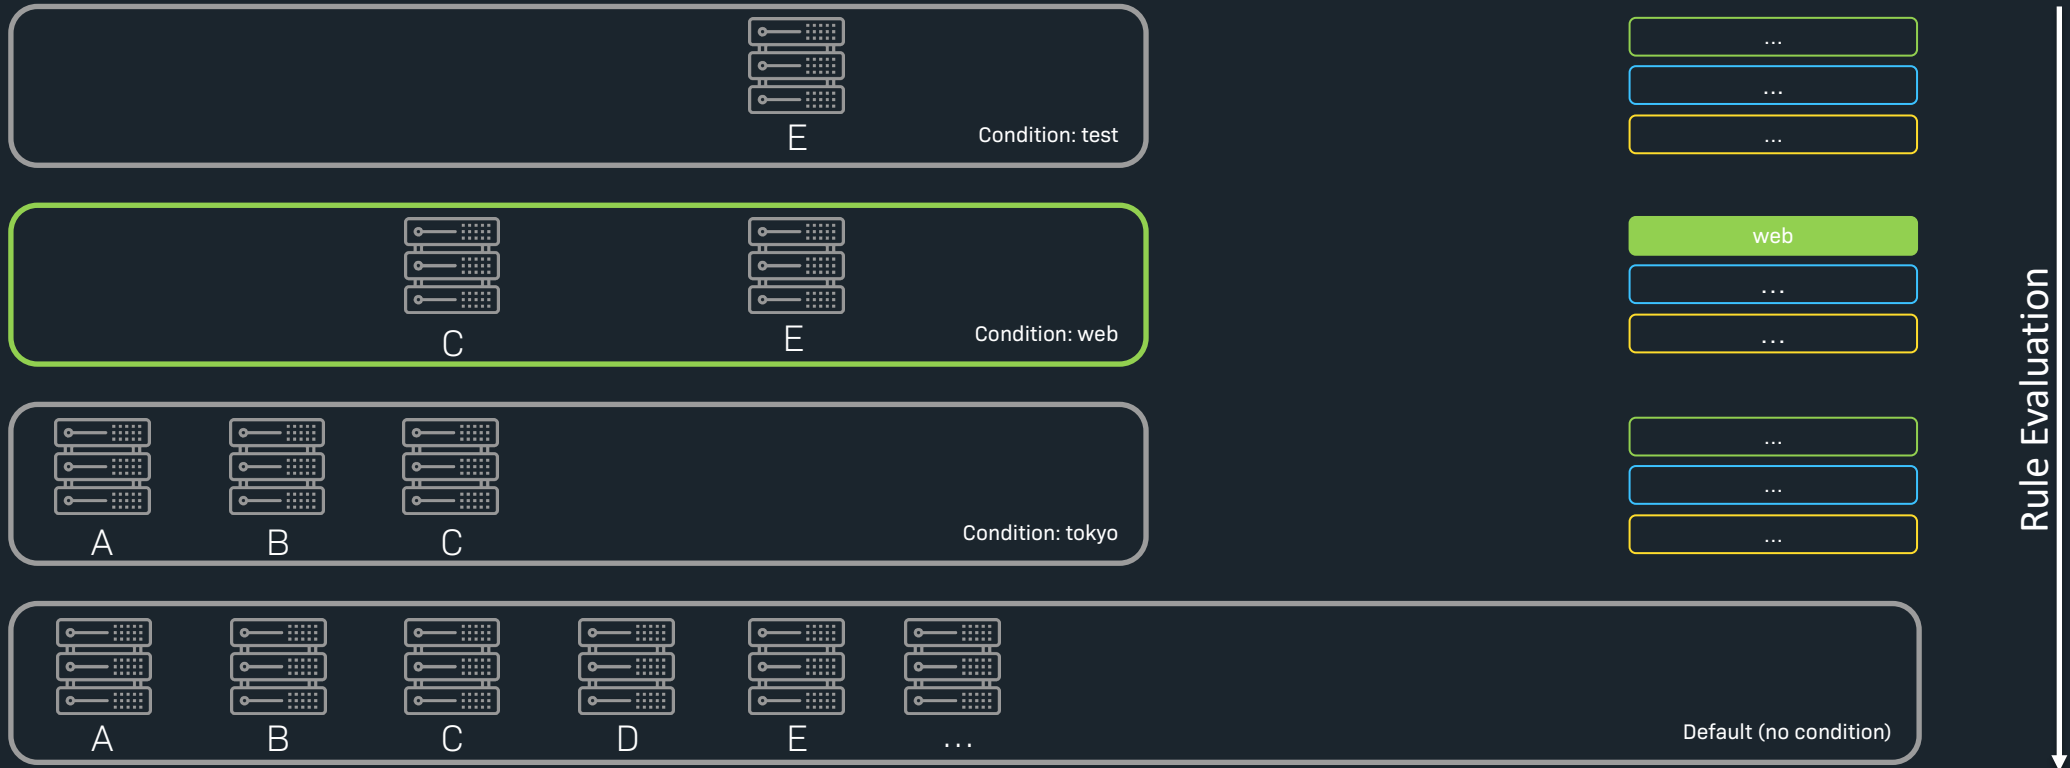 ...
...
E
Condition: test
...
web
...
C
E
Condition: web
...
...
...
A
B
C
Condition: tokyo
...
Rule Evaluation
A
B
C
D
E
...
Default (no condition)